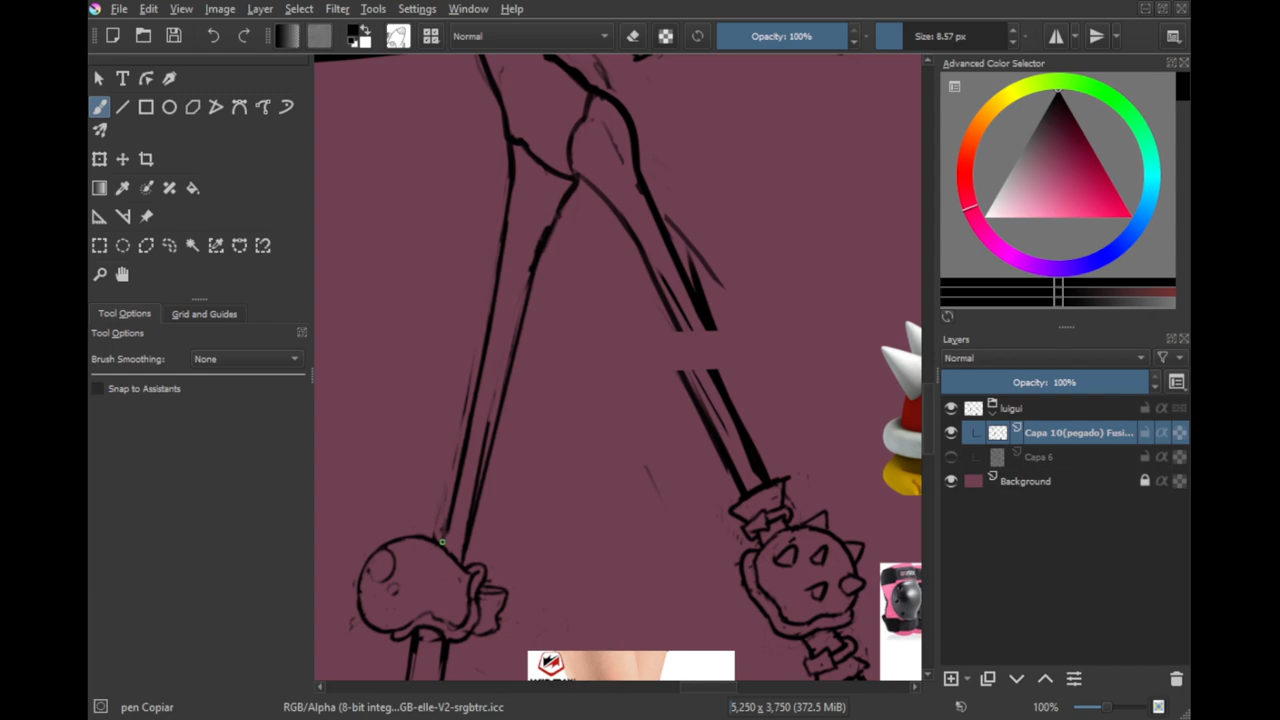 File Edit View Image Layer Select Filter Tools Settings Window Help
Normal
Opacity: 100%
Size: 8.57 px
Advanced Color Selector
Tool Options
Grid and Guides
Tool Options
Brush Smoothing:
None
Snap to Assistants
Layers
Normal
Opacity: 100%
luigui
Capa 10(pegado) Fusi...
Capa 6
Background
pen Copiar
RGB/Alpha (8-bit integ...GB-elle-V2-srgbtrc.icc
5,250 x 3,750 (372.5 MiB)
100%